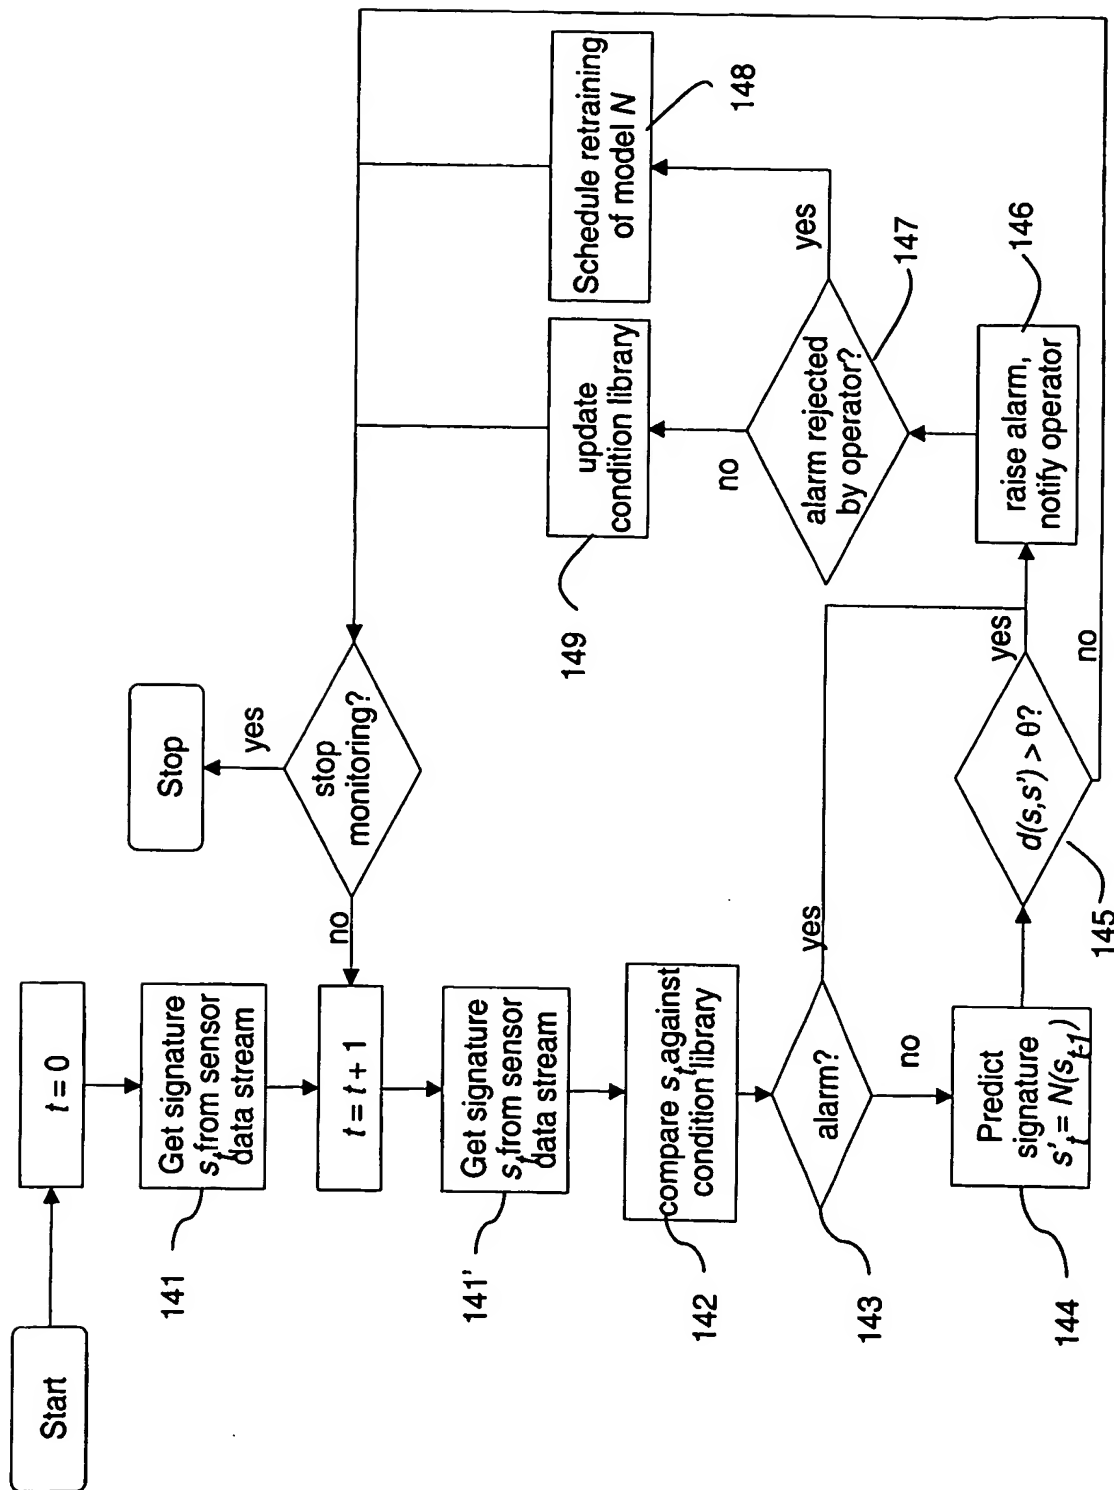 Start
t = 0
Get signature
s_t from sensor
data stream
141
t = t + 1
no
stop
monitoring?
yes
Stop
Get signature
s_t from sensor
data stream
141'
compare s_t against
condition library
142
alarm?
yes
no
143
Predict
signature
s'_t = N(s_{t-1})
144
d(s,s') > θ?
yes
no
145
raise alarm,
notify operator
146
alarm rejected
by operator?
no
yes
147
update
condition library
149
Schedule retraining
of model N
148